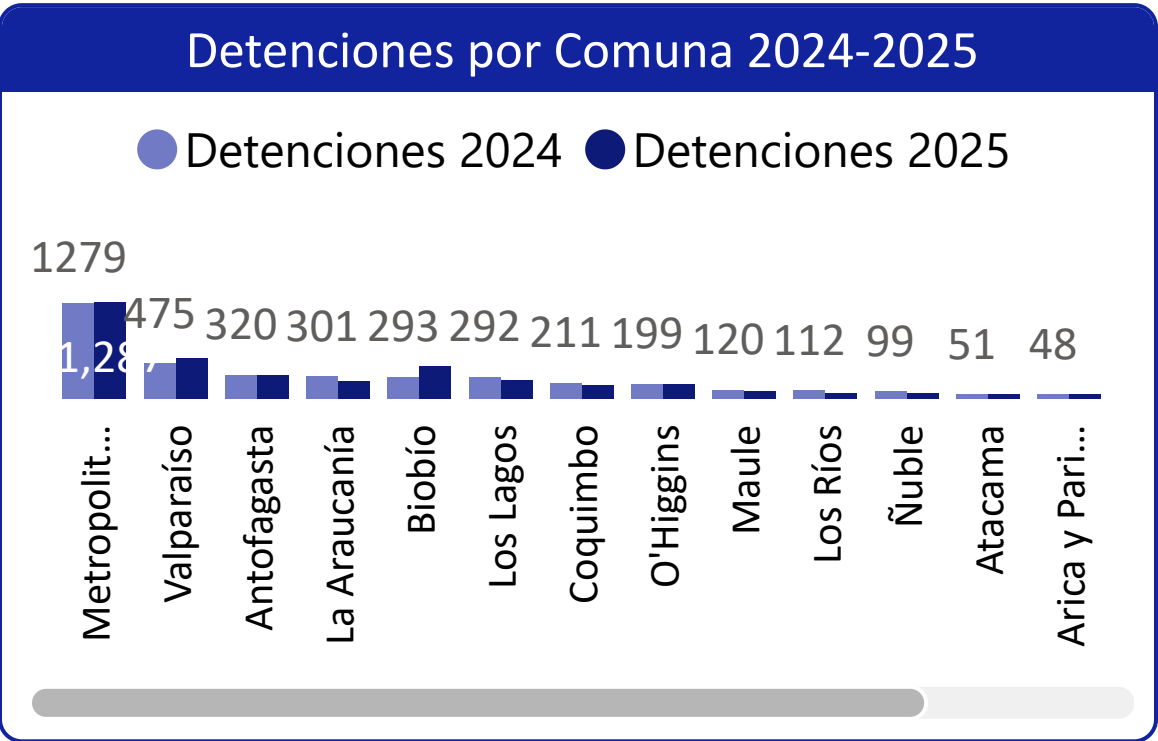 Detenciones por Comuna 2024-2025
Detenciones 2024 Detenciones 2025
1279
475 320 301 293 292 211 199 120 112 99 51 48
1,287
Metropolit...
Valparaíso
Antofagasta
La Araucanía
Biobío
Los Lagos
Coquimbo
O'Higgins
Maule
Los Ríos
Ñuble
Atacama
Arica y Pari...